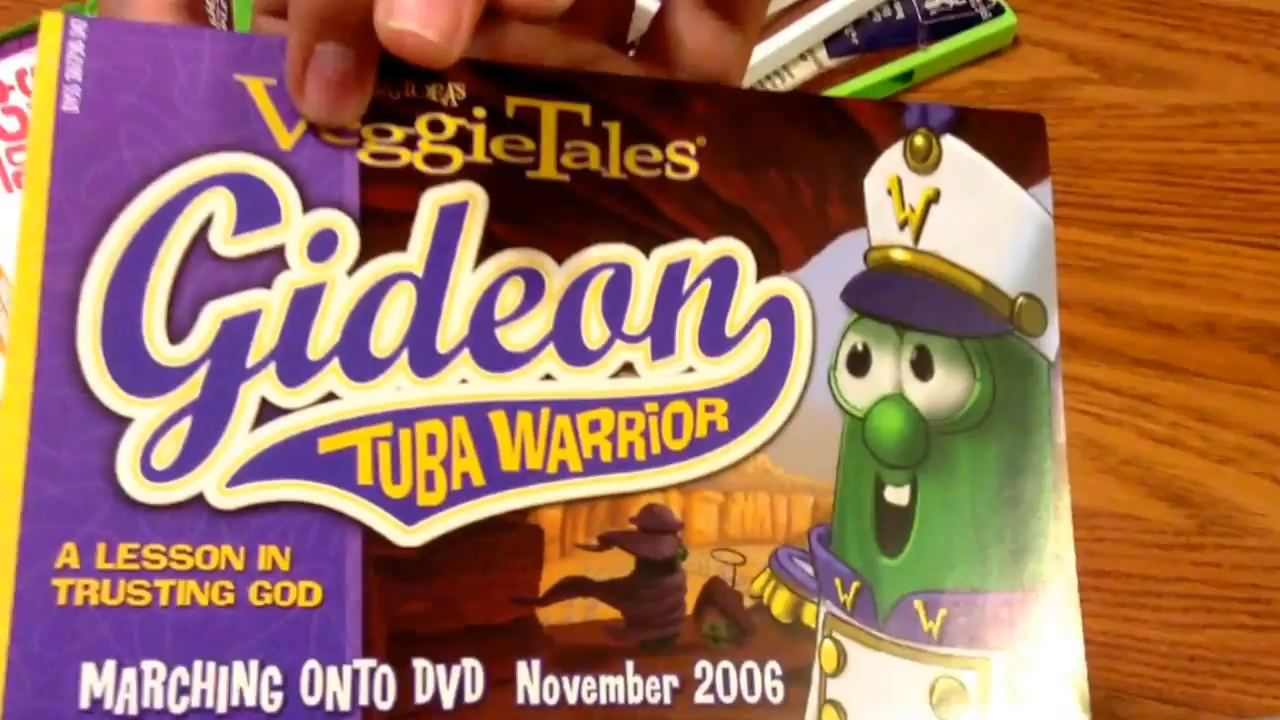 VeggieTales
Gideon
TUBA WARRiOR
A LESSON IN
TRUSTING GOD
MARCHING ONTO DVD November 2006
W
W
W